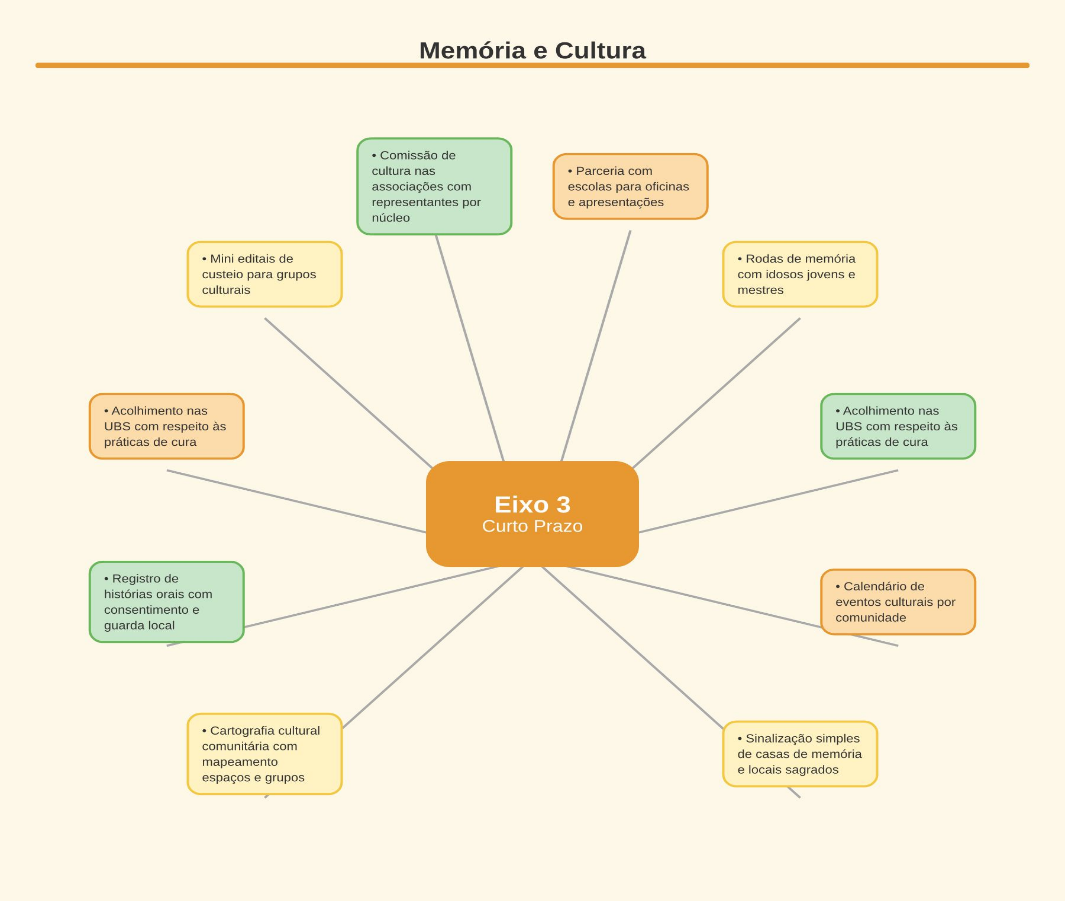 Memória e Cultura
• Comissão de
cultura nas
associações com
representantes por
núcleo
• Parceria com
escolas para oficinas
e apresentações
• Mini editais de
custeio para grupos
culturais
• Rodas de memória
com idosos jovens e
mestres
• Acolhimento nas
UBS com respeito às
práticas de cura
• Acolhimento nas
UBS com respeito às
práticas de cura
Eixo 3
Curto Prazo
• Registro de
histórias orais com
consentimento e
guarda local
• Calendário de
eventos culturais por
comunidade
• Cartografia cultural
comunitária com
mapeamento
espaços e grupos
• Sinalização simples
de casas de memória
e locais sagrados